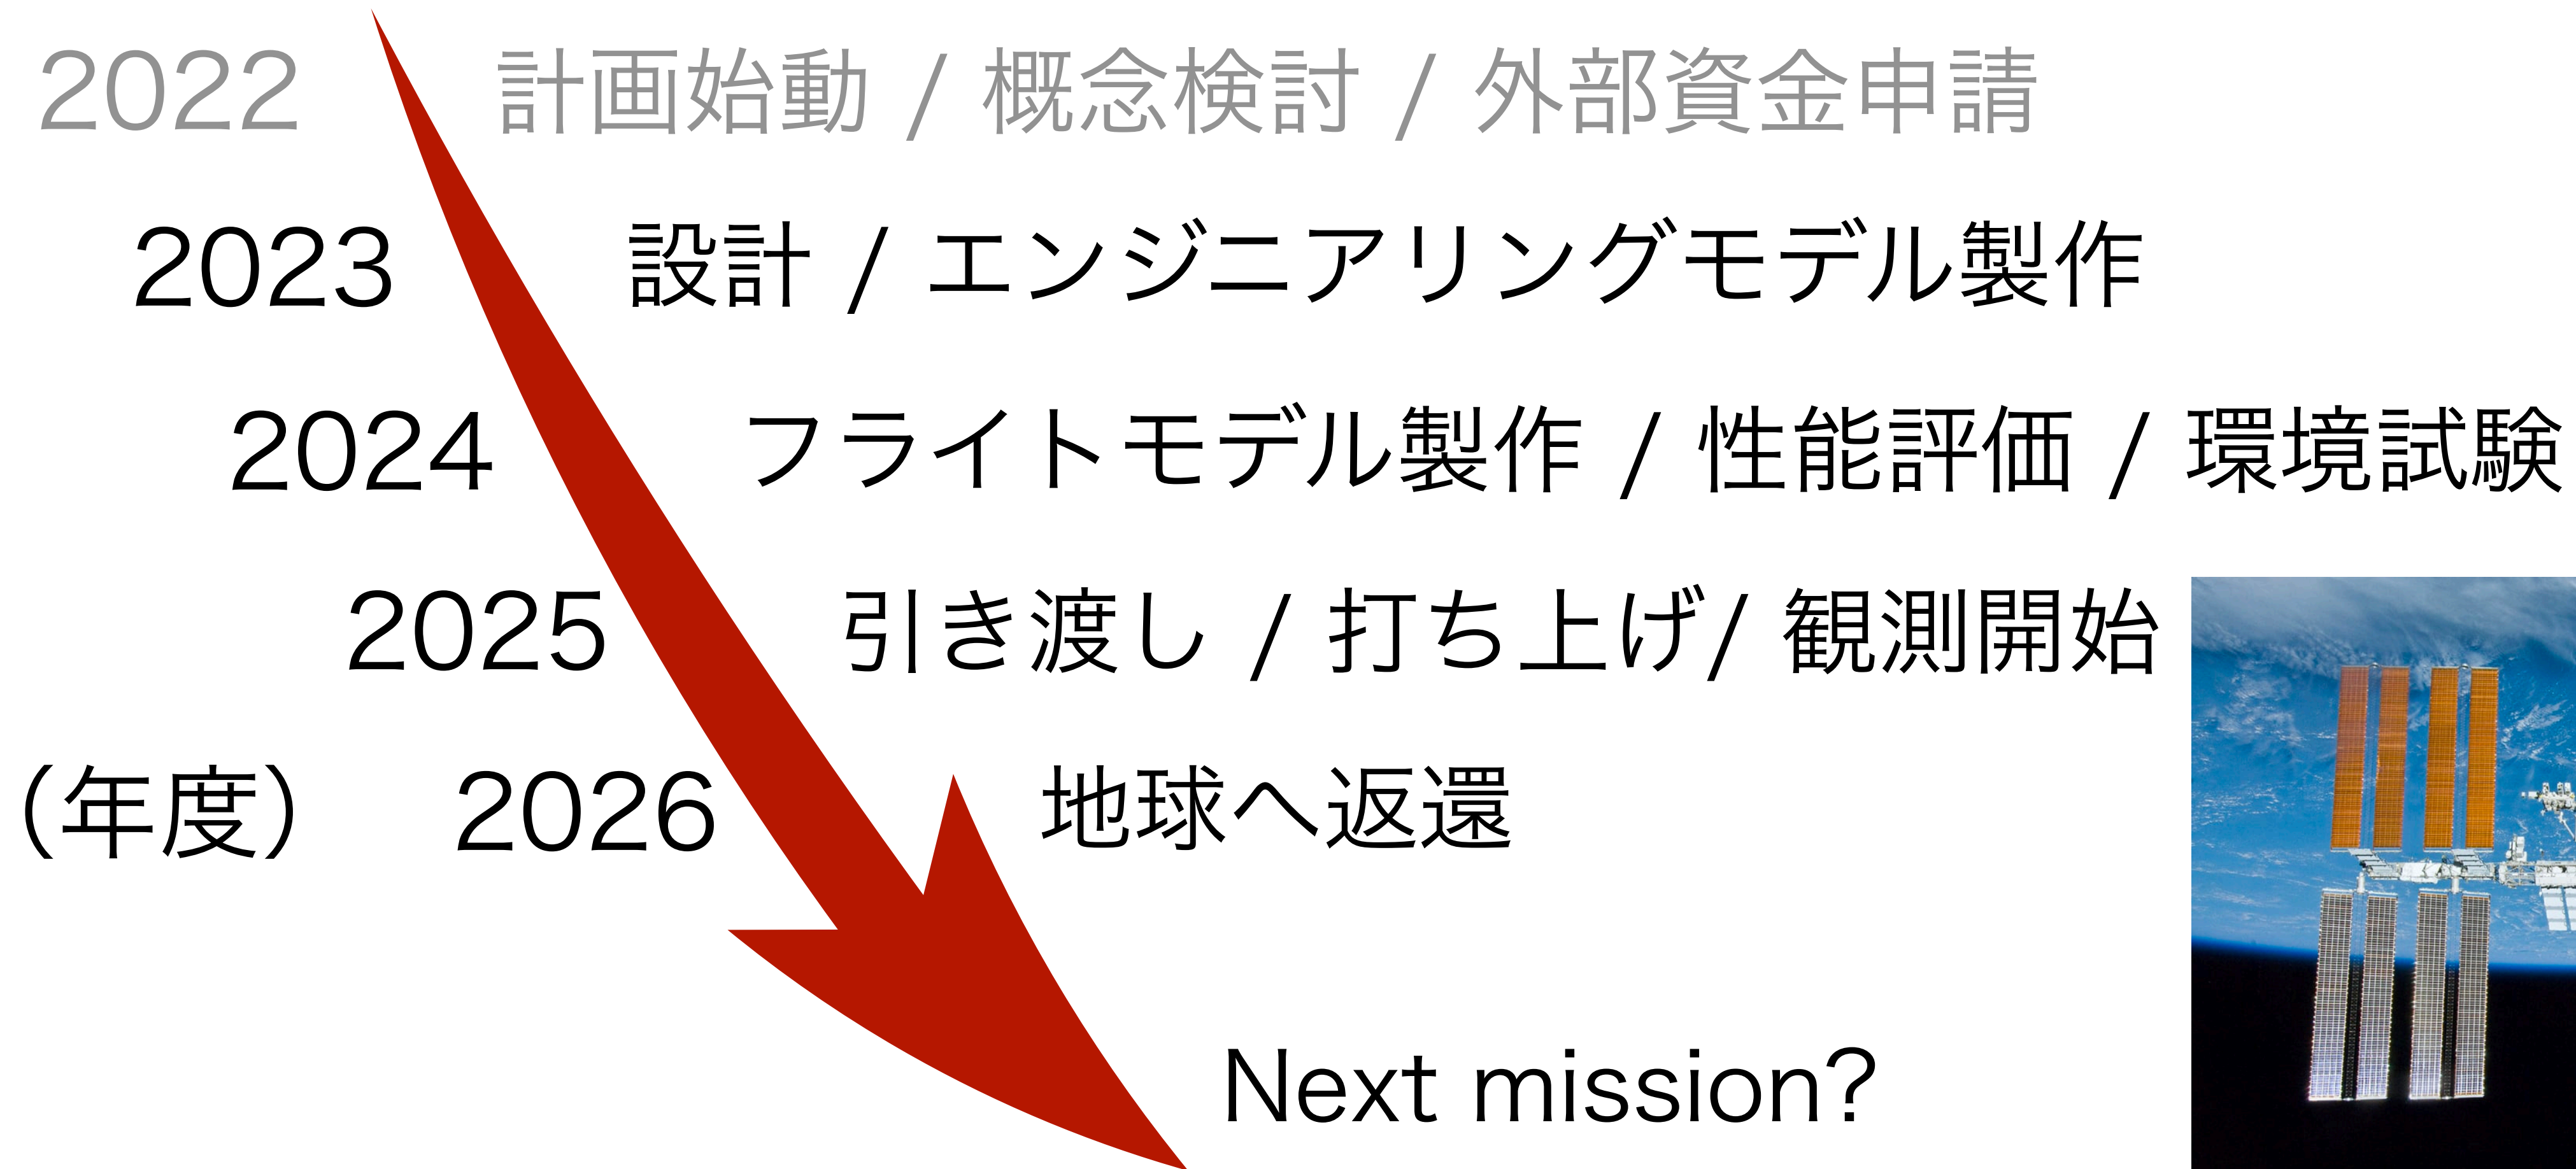 2022 計画始動 / 概念検討 / 外部資金申請
2023 設計 / エンジニアリングモデル製作
2024 フライトモデル製作 / 性能評価 / 環境試験
2025 引き渡し / 打ち上げ/ 観測開始
（年度） 2026 地球へ返還
Next mission?